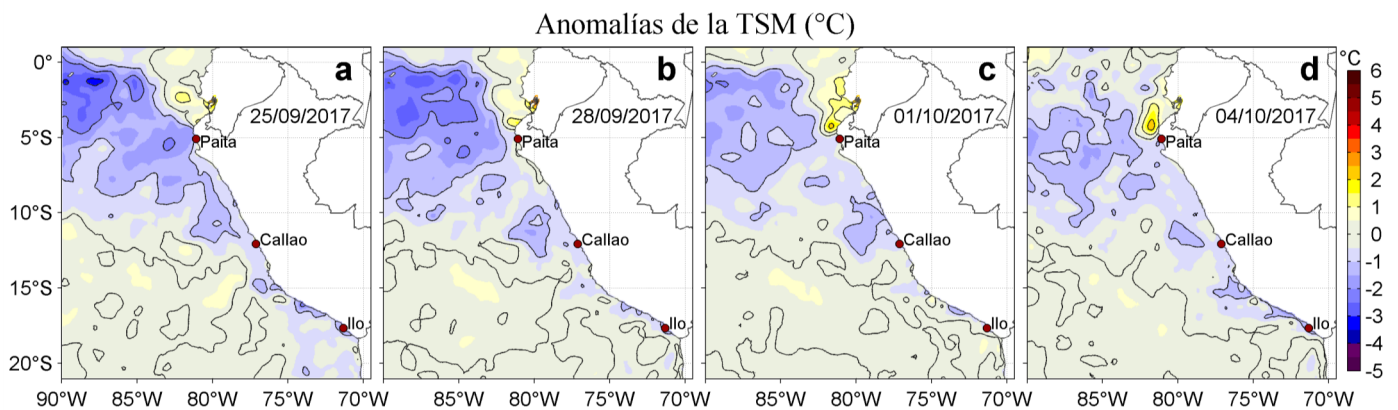 Anomalías de la TSM (°C)
a
25/09/2017
Paita
Callao
Ilo
b
28/09/2017
Paita
Callao
Ilo
c
01/10/2017
Paita
Callao
Ilo
d
04/10/2017
Paita
Callao
Ilo
0°
5°S
10°S
15°S
20°S
90°W 85°W 80°W 75°W 70°W
85°W 80°W 75°W 70°W
85°W 80°W 75°W 70°W
85°W 80°W 75°W 70°W
°C
6
5
4
3
2
1
0
-1
-2
-3
-4
-5